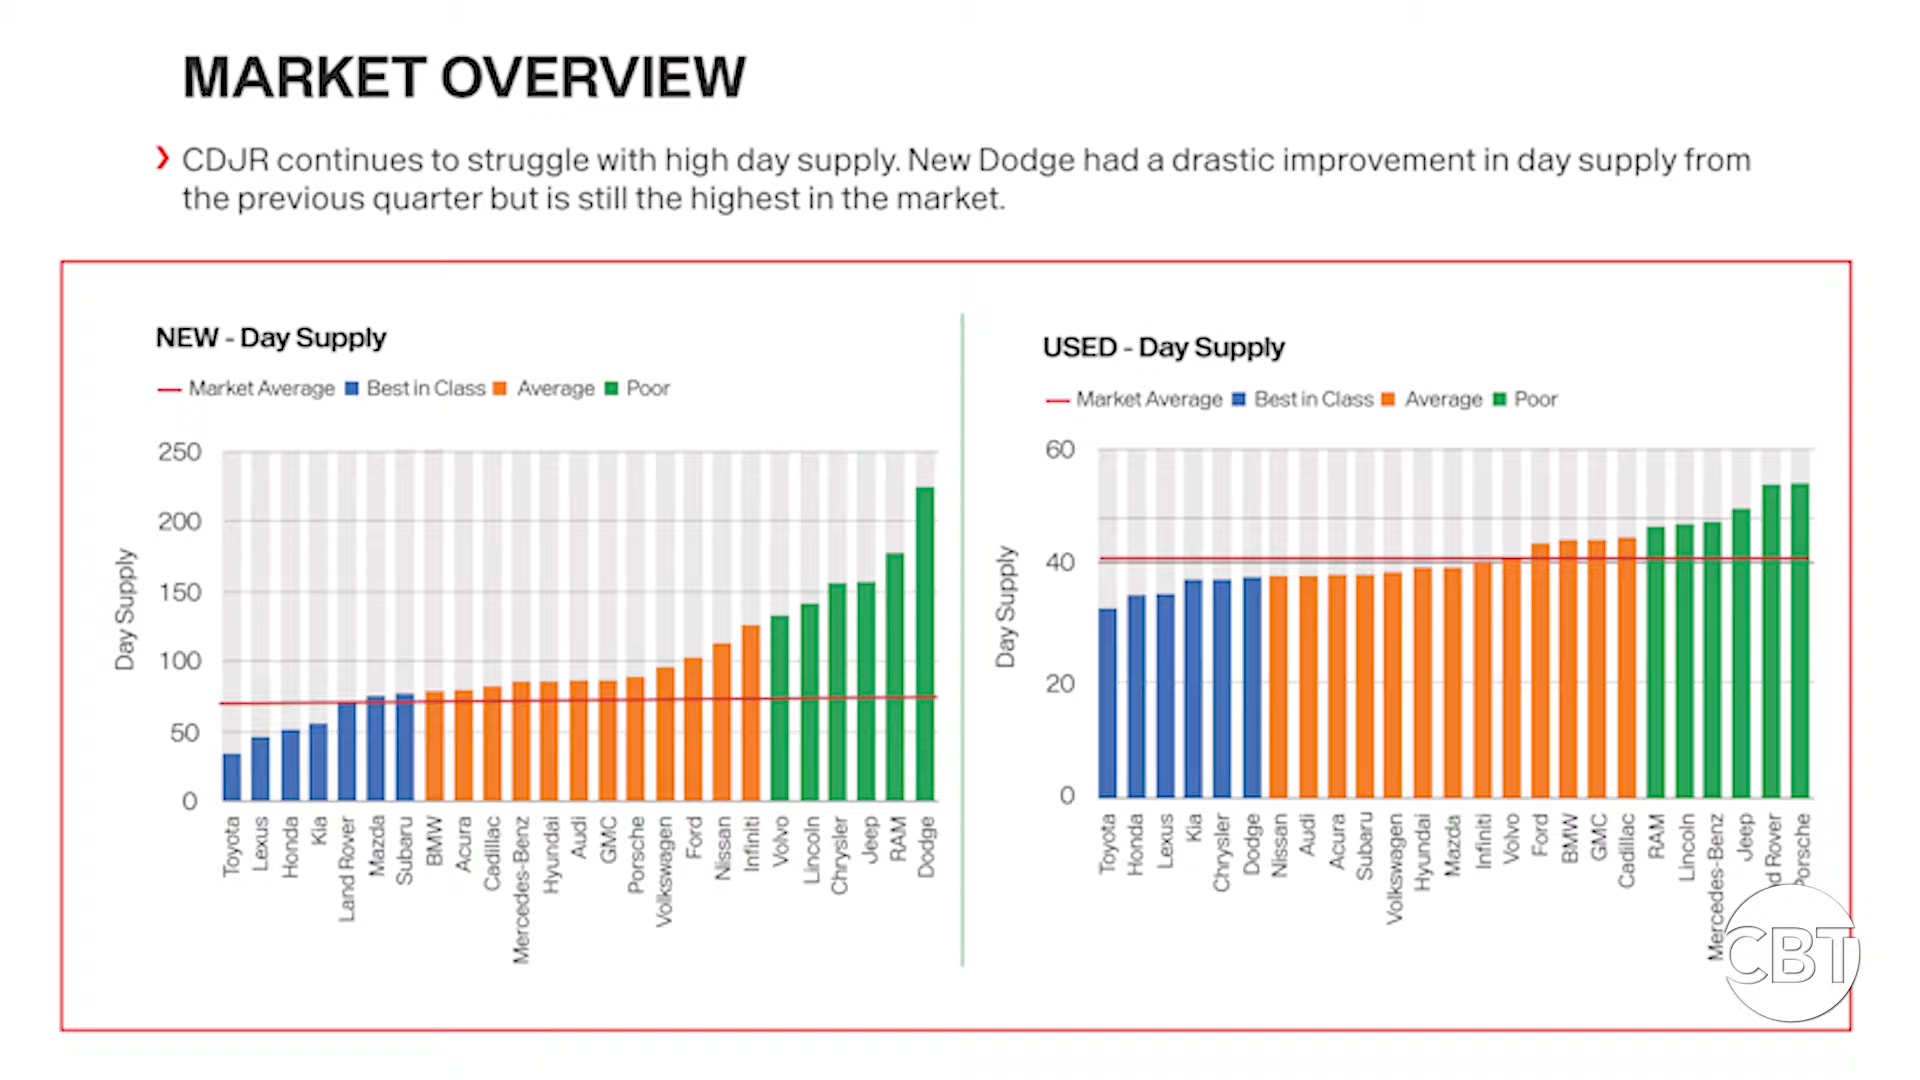 MARKET OVERVIEW
❯ CDJR continues to struggle with high day supply. New Dodge had a drastic improvement in day supply from
the previous quarter but is still the highest in the market.
NEW - Day Supply
Market Average Best in Class Average Poor
250
200
150
100
50
0
Day Supply
Toyota
Lexus
Honda
Kia
Land Rover
Mazda
Subaru
BMW
Acura
Cadillac
Mercedes-Benz
Hyundai
Audi
GMC
Porsche
Volkswagen
Ford
Nissan
Infiniti
Volvo
Lincoln
Chrysler
Jeep
RAM
Dodge
USED - Day Supply
Market Average Best in Class Average Poor
60
40
20
0
Day Supply
Toyota
Honda
Lexus
Kia
Chrysler
Dodge
Nissan
Audi
Acura
Subaru
Volkswagen
Hyundai
Mazda
Infiniti
Volvo
Ford
BMW
GMC
Cadillac
RAM
Lincoln
Mercedes-Benz
Jeep
d Rover
Porsche
CBT